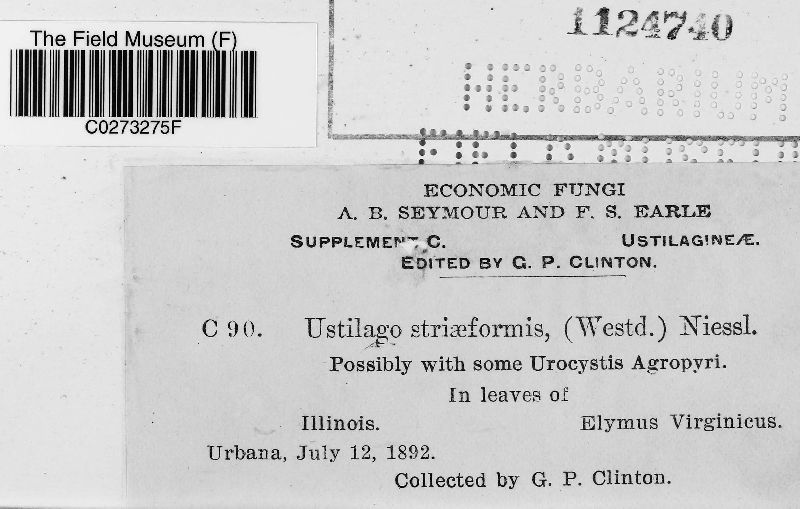 1124740
The Field Museum (F)
HERBARIUM
C0273275F
ECONOMIC FUNGI
A. B. SEYMOUR AND F. S. EARLE
SUPPLEMENT C. USTILAGINEÆ.
EDITED BY G. P. CLINTON.
C 90. Ustilago striæformis, (Westd.) Niessl.
Possibly with some Urocystis Agropyri.
In leaves of
Illinois. Elymus Virginicus.
Urbana, July 12, 1892.
Collected by G. P. Clinton.